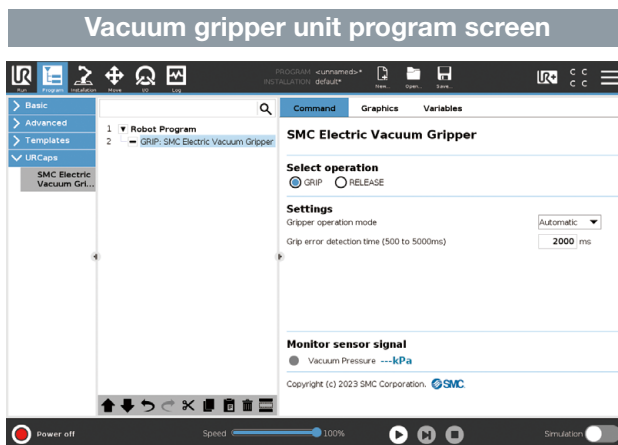 Vacuum gripper unit program screen
UR
Run
Program
Installation
Move
I/O
Log
PROGRAM <unnamed>*
INSTALLATION default*
New...
Open...
Save...
UR+
C C
C C
Basic
Advanced
Templates
URCaps
SMC Electric
Vacuum Gri...
1 Robot Program
2 GRIP: SMC Electric Vacuum Gripper
Command Graphics Variables
SMC Electric Vacuum Gripper
Select operation
GRIP RELEASE
Settings
Gripper operation mode Automatic
Grip error detection time (500 to 5000ms) 2000 ms
Monitor sensor signal
Vacuum Pressure ---kPa
Copyright (c) 2023 SMC Corporation. SMC.
Power off
Speed 100%
Simulation